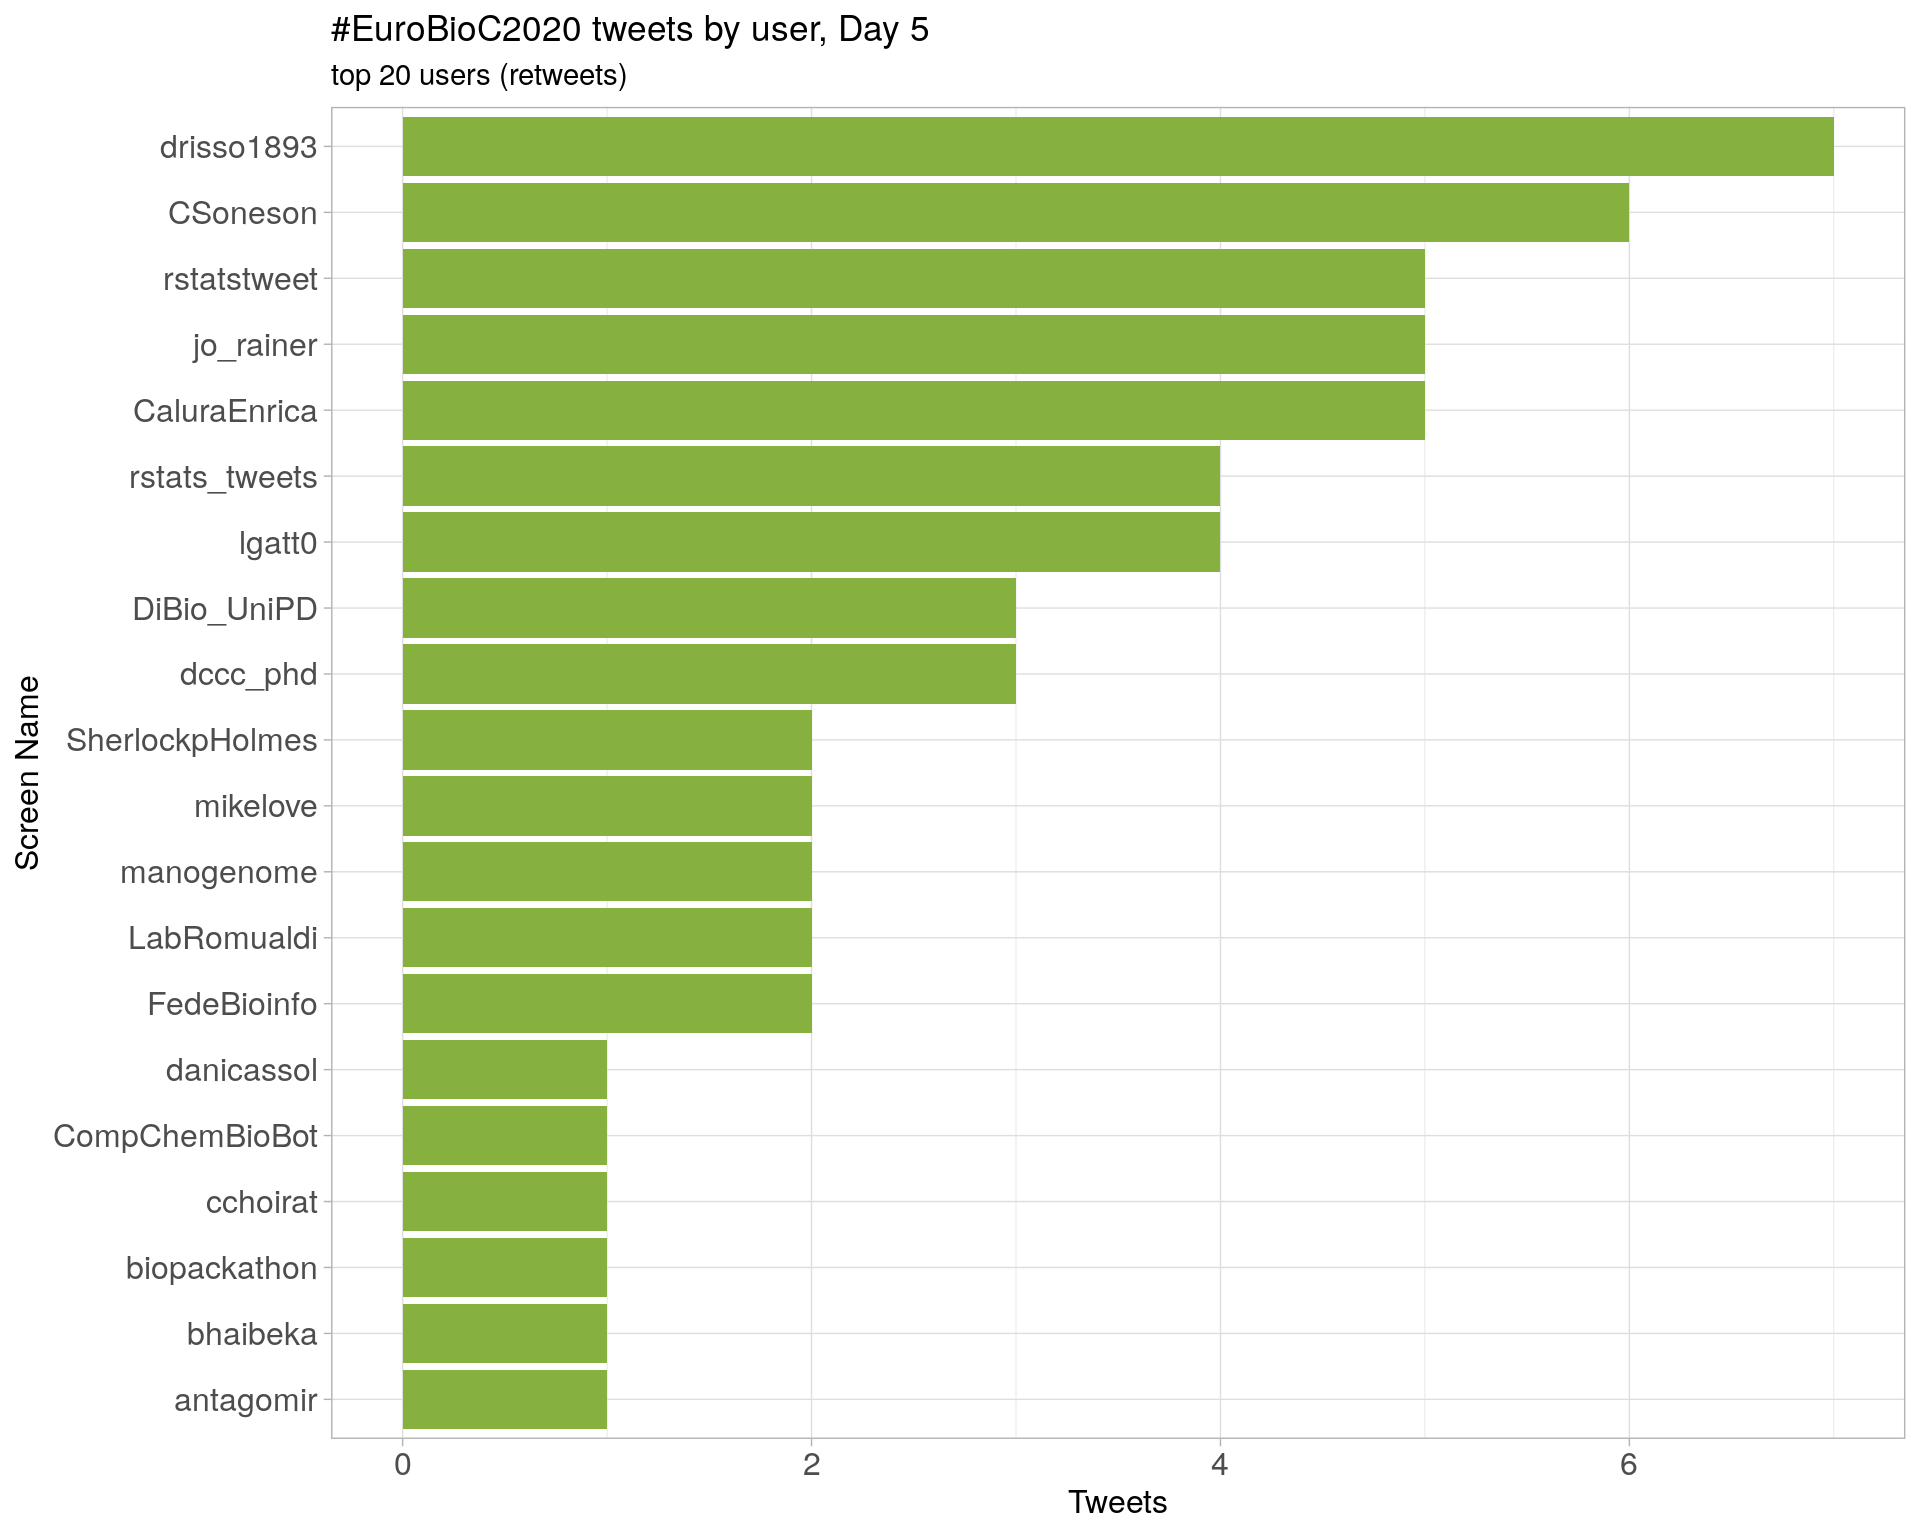 #EuroBioC2020 tweets by user, Day 5
top 20 users (retweets)
Screen Name
drisso1893
CSoneson
rstatstweet
jo_rainer
CaluraEnrica
rstats_tweets
lgatt0
DiBio_UniPD
dccc_phd
SherlockpHolmes
mikelove
manogenome
LabRomualdi
FedeBioinfo
danicassol
CompChemBioBot
cchoirat
biopackathon
bhaibeka
antagomir
0 2 4 6
Tweets